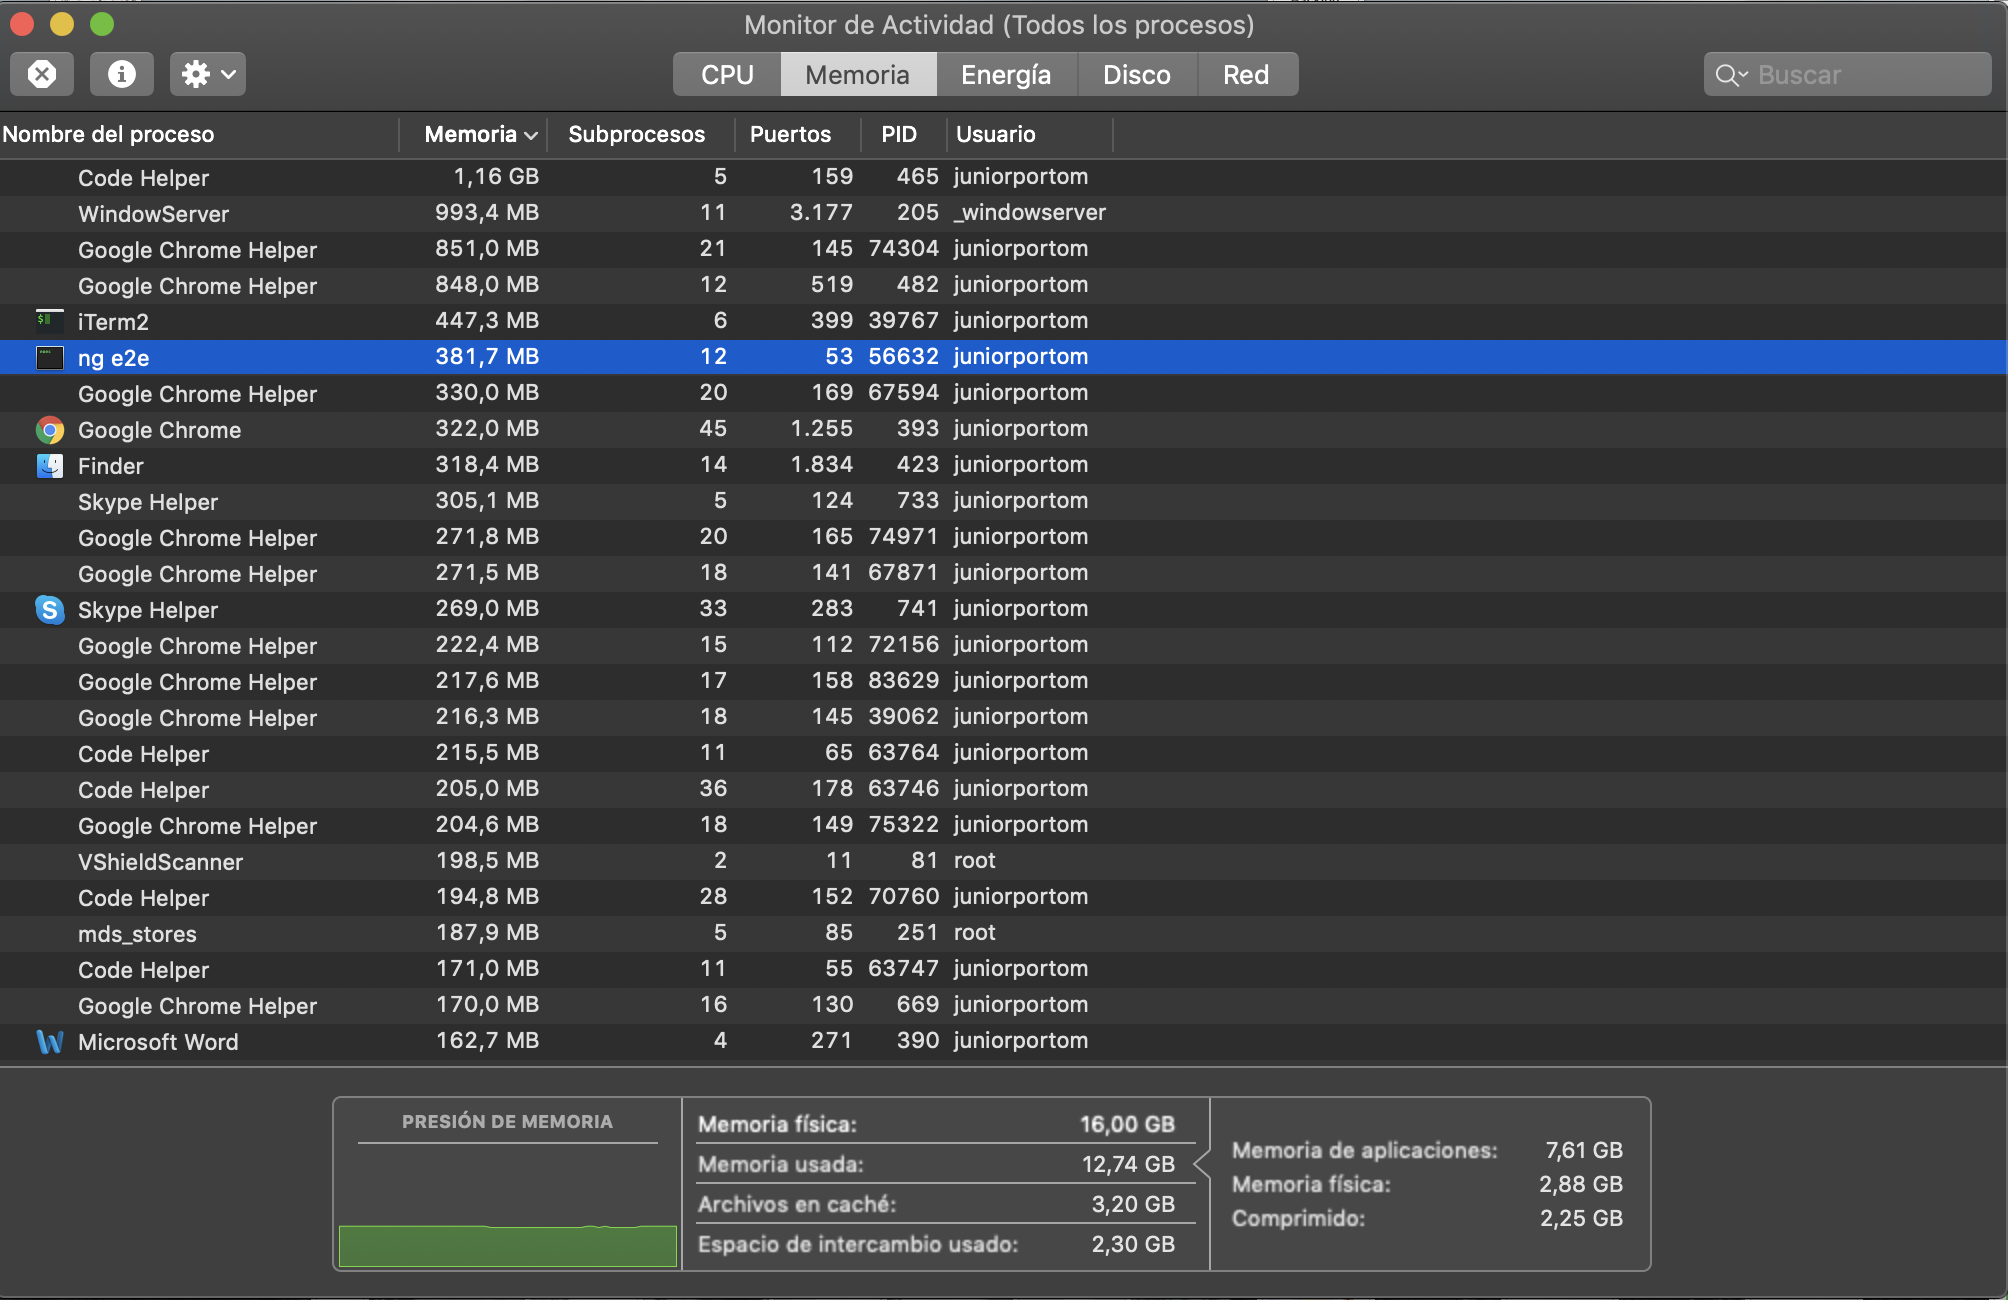 Monitor de Actividad (Todos los procesos)
CPU Memoria Energía Disco Red Buscar
Nombre del proceso Memoria Subprocesos Puertos PID Usuario
Code Helper 1,16 GB 5 159 465 juniorportom
WindowServer 993,4 MB 11 3.177 205 _windowserver
Google Chrome Helper 851,0 MB 21 145 74304 juniorportom
Google Chrome Helper 848,0 MB 12 519 482 juniorportom
iTerm2 447,3 MB 6 399 39767 juniorportom
ng e2e 381,7 MB 12 53 56632 juniorportom
Google Chrome Helper 330,0 MB 20 169 67594 juniorportom
Google Chrome 322,0 MB 45 1.255 393 juniorportom
Finder 318,4 MB 14 1.834 423 juniorportom
Skype Helper 305,1 MB 5 124 733 juniorportom
Google Chrome Helper 271,8 MB 20 165 74971 juniorportom
Google Chrome Helper 271,5 MB 18 141 67871 juniorportom
Skype Helper 269,0 MB 33 283 741 juniorportom
Google Chrome Helper 222,4 MB 15 112 72156 juniorportom
Google Chrome Helper 217,6 MB 17 158 83629 juniorportom
Google Chrome Helper 216,3 MB 18 145 39062 juniorportom
Code Helper 215,5 MB 11 65 63764 juniorportom
Code Helper 205,0 MB 36 178 63746 juniorportom
Google Chrome Helper 204,6 MB 18 149 75322 juniorportom
VShieldScanner 198,5 MB 2 11 81 root
Code Helper 194,8 MB 28 152 70760 juniorportom
mds_stores 187,9 MB 5 85 251 root
Code Helper 171,0 MB 11 55 63747 juniorportom
Google Chrome Helper 170,0 MB 16 130 669 juniorportom
Microsoft Word 162,7 MB 4 271 390 juniorportom
PRESIÓN DE MEMORIA
Memoria física: 16,00 GB
Memoria usada: 12,74 GB
Archivos en caché: 3,20 GB
Espacio de intercambio usado: 2,30 GB
Memoria de aplicaciones: 7,61 GB
Memoria física: 2,88 GB
Comprimido: 2,25 GB